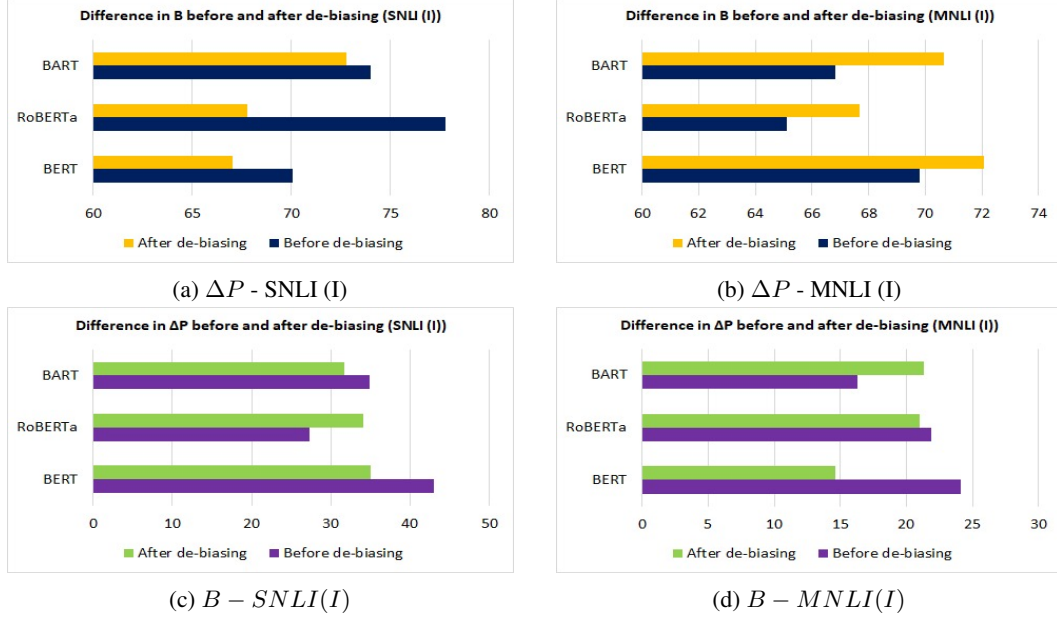 Difference in B before and after de-biasing (SNLI (I))
BART
RoBERTa
BERT
60 65 70 75 80
After de-biasing Before de-biasing
(a) ΔP - SNLI (I)
Difference in B before and after de-biasing (MNLI (I))
BART
RoBERTa
BERT
60 62 64 66 68 70 72 74
After de-biasing Before de-biasing
(b) ΔP - MNLI (I)
Difference in ΔP before and after de-biasing (SNLI (I))
BART
RoBERTa
BERT
0 10 20 30 40 50
After de-biasing Before de-biasing
(c) B − SNLI(I)
Difference in ΔP before and after de-biasing (MNLI (I))
BART
RoBERTa
BERT
0 5 10 15 20 25 30
After de-biasing Before de-biasing
(d) B − MNLI(I)